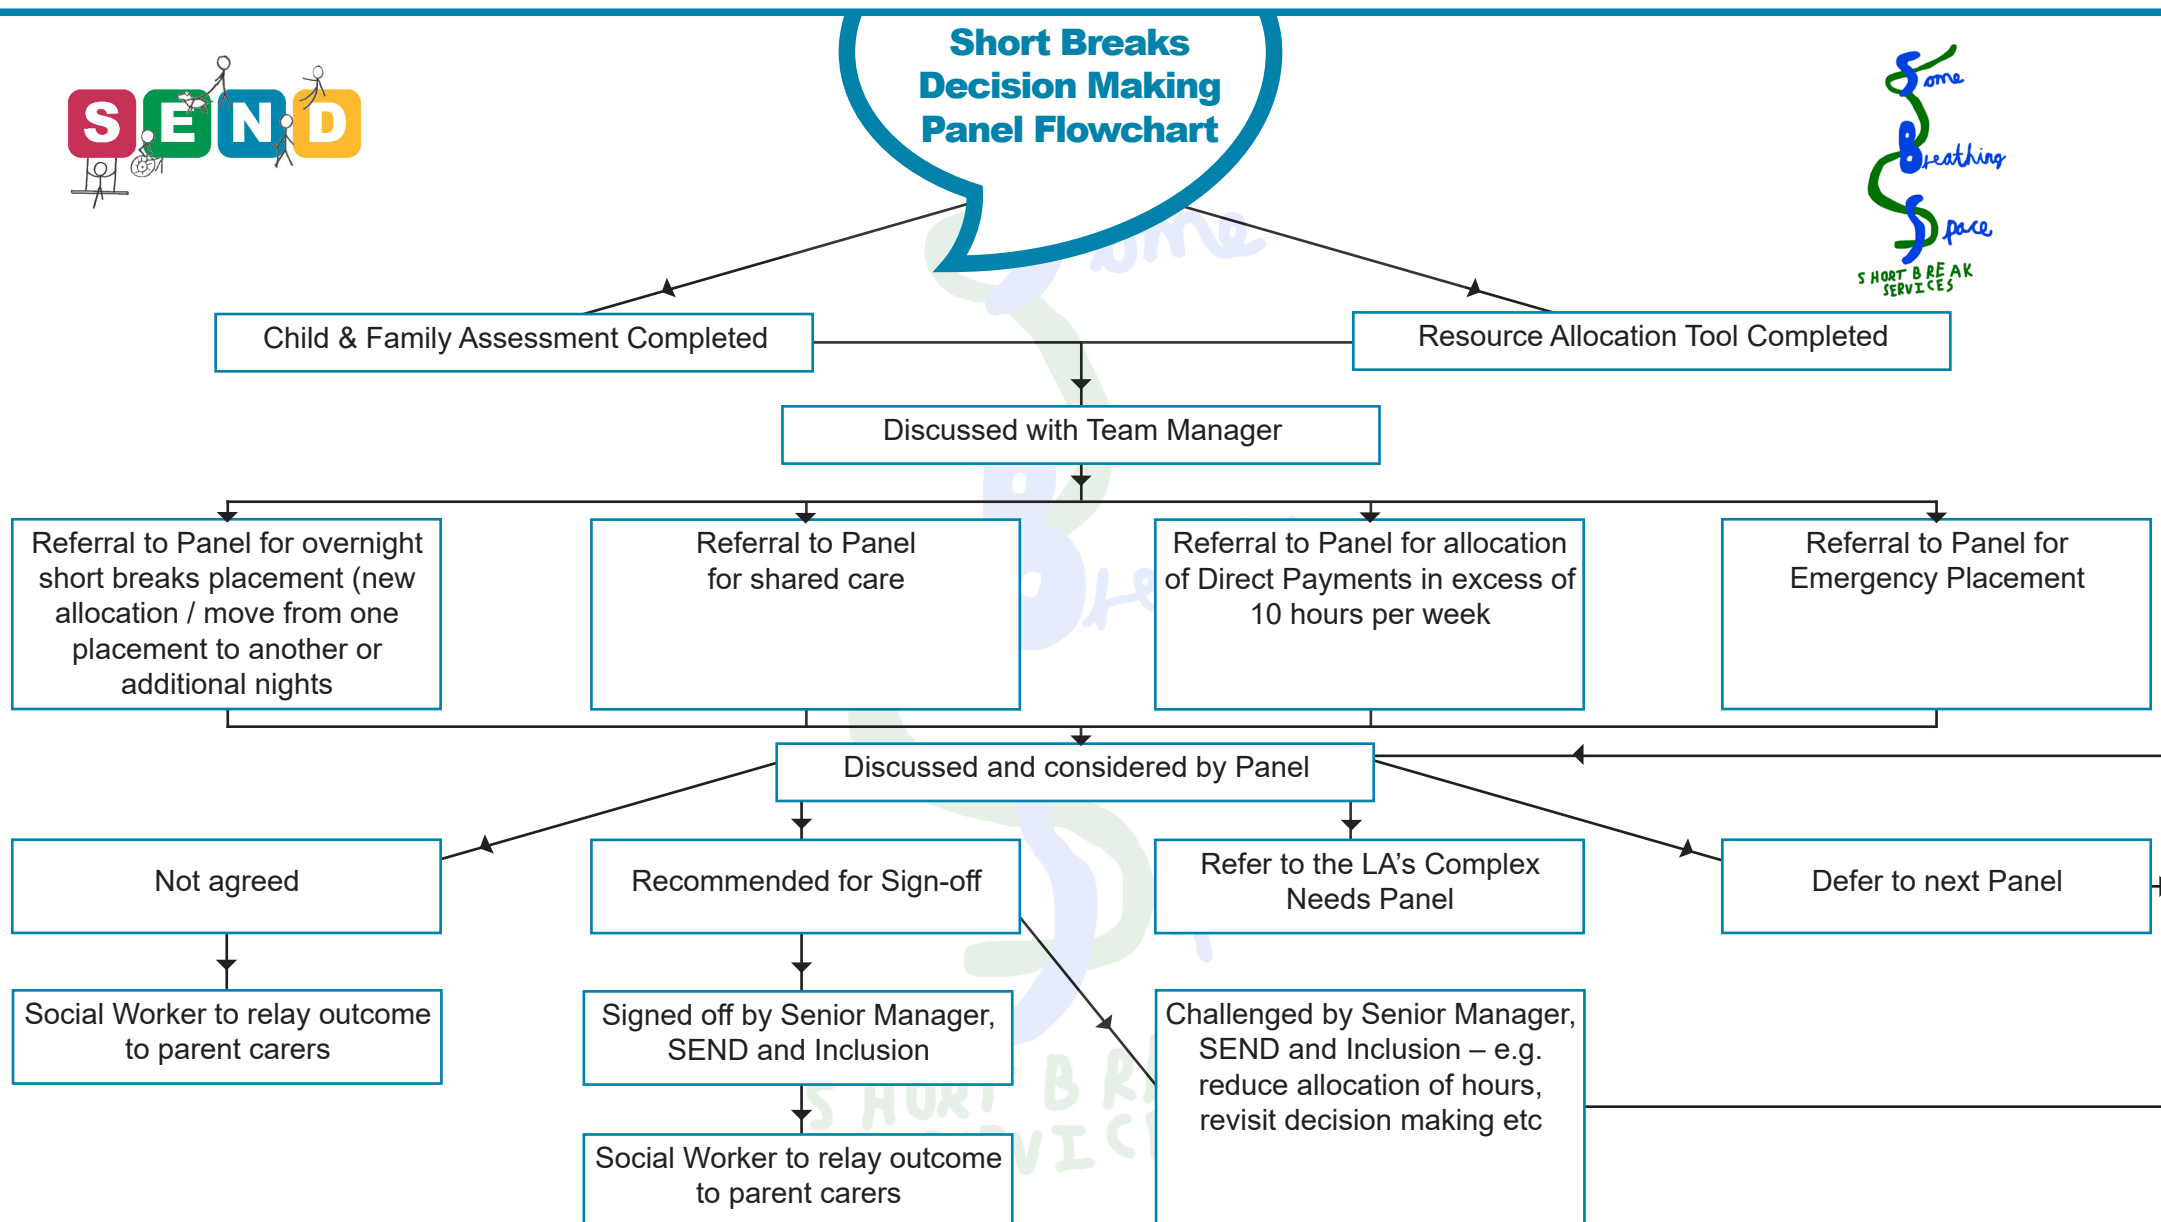 Short Breaks
Decision Making
Panel Flowchart
SEND
Some
Breathing
Space
SHORT BREAK
SERVICES
Child & Family Assessment Completed
Resource Allocation Tool Completed
Discussed with Team Manager
Referral to Panel for overnight
short breaks placement (new
allocation / move from one
placement to another or
additional nights
Referral to Panel
for shared care
Referral to Panel for allocation
of Direct Payments in excess of
10 hours per week
Referral to Panel for
Emergency Placement
Discussed and considered by Panel
Not agreed
Recommended for Sign-off
Refer to the LA’s Complex
Needs Panel
Defer to next Panel
Social Worker to relay outcome
to parent carers
Signed off by Senior Manager,
SEND and Inclusion
Challenged by Senior Manager,
SEND and Inclusion – e.g.
reduce allocation of hours,
revisit decision making etc
Social Worker to relay outcome
to parent carers